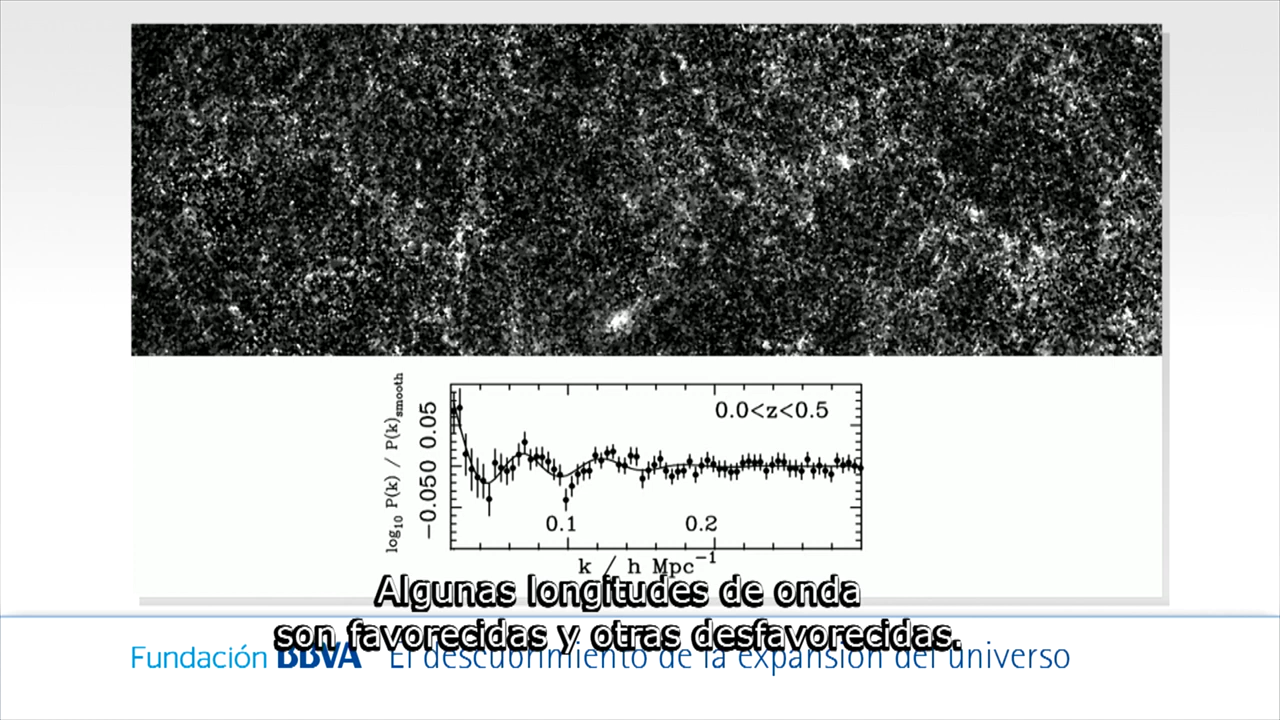 0.0<z<0.5
log10 P(k) / P(k)smooth
−0.05 0 0.05
0.1 0.2
k / h Mpc−1
Algunas longitudes de onda
son favorecidas y otras desfavorecidas.
Fundación BBVA El descubrimiento de la expansión del universo